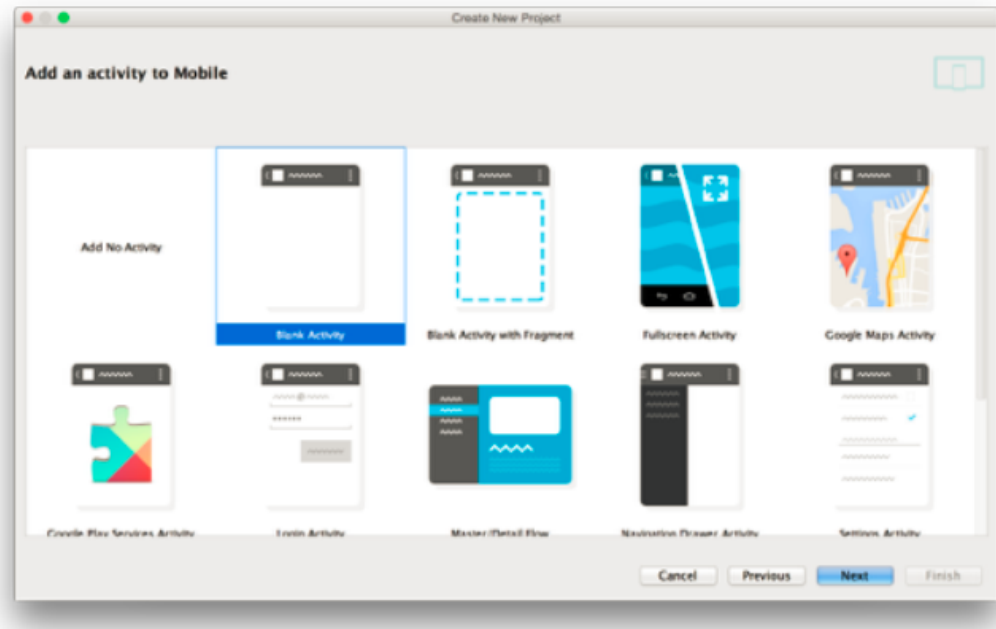 Create New Project
Add an activity to Mobile
Add No Activity
Blank Activity
Blank Activity with Fragment
Fullscreen Activity
Google Maps Activity
Google Play Services Activity
Login Activity
Master/Detail Flow
Navigation Drawer Activity
Settings Activity
Cancel
Previous
Next
Finish